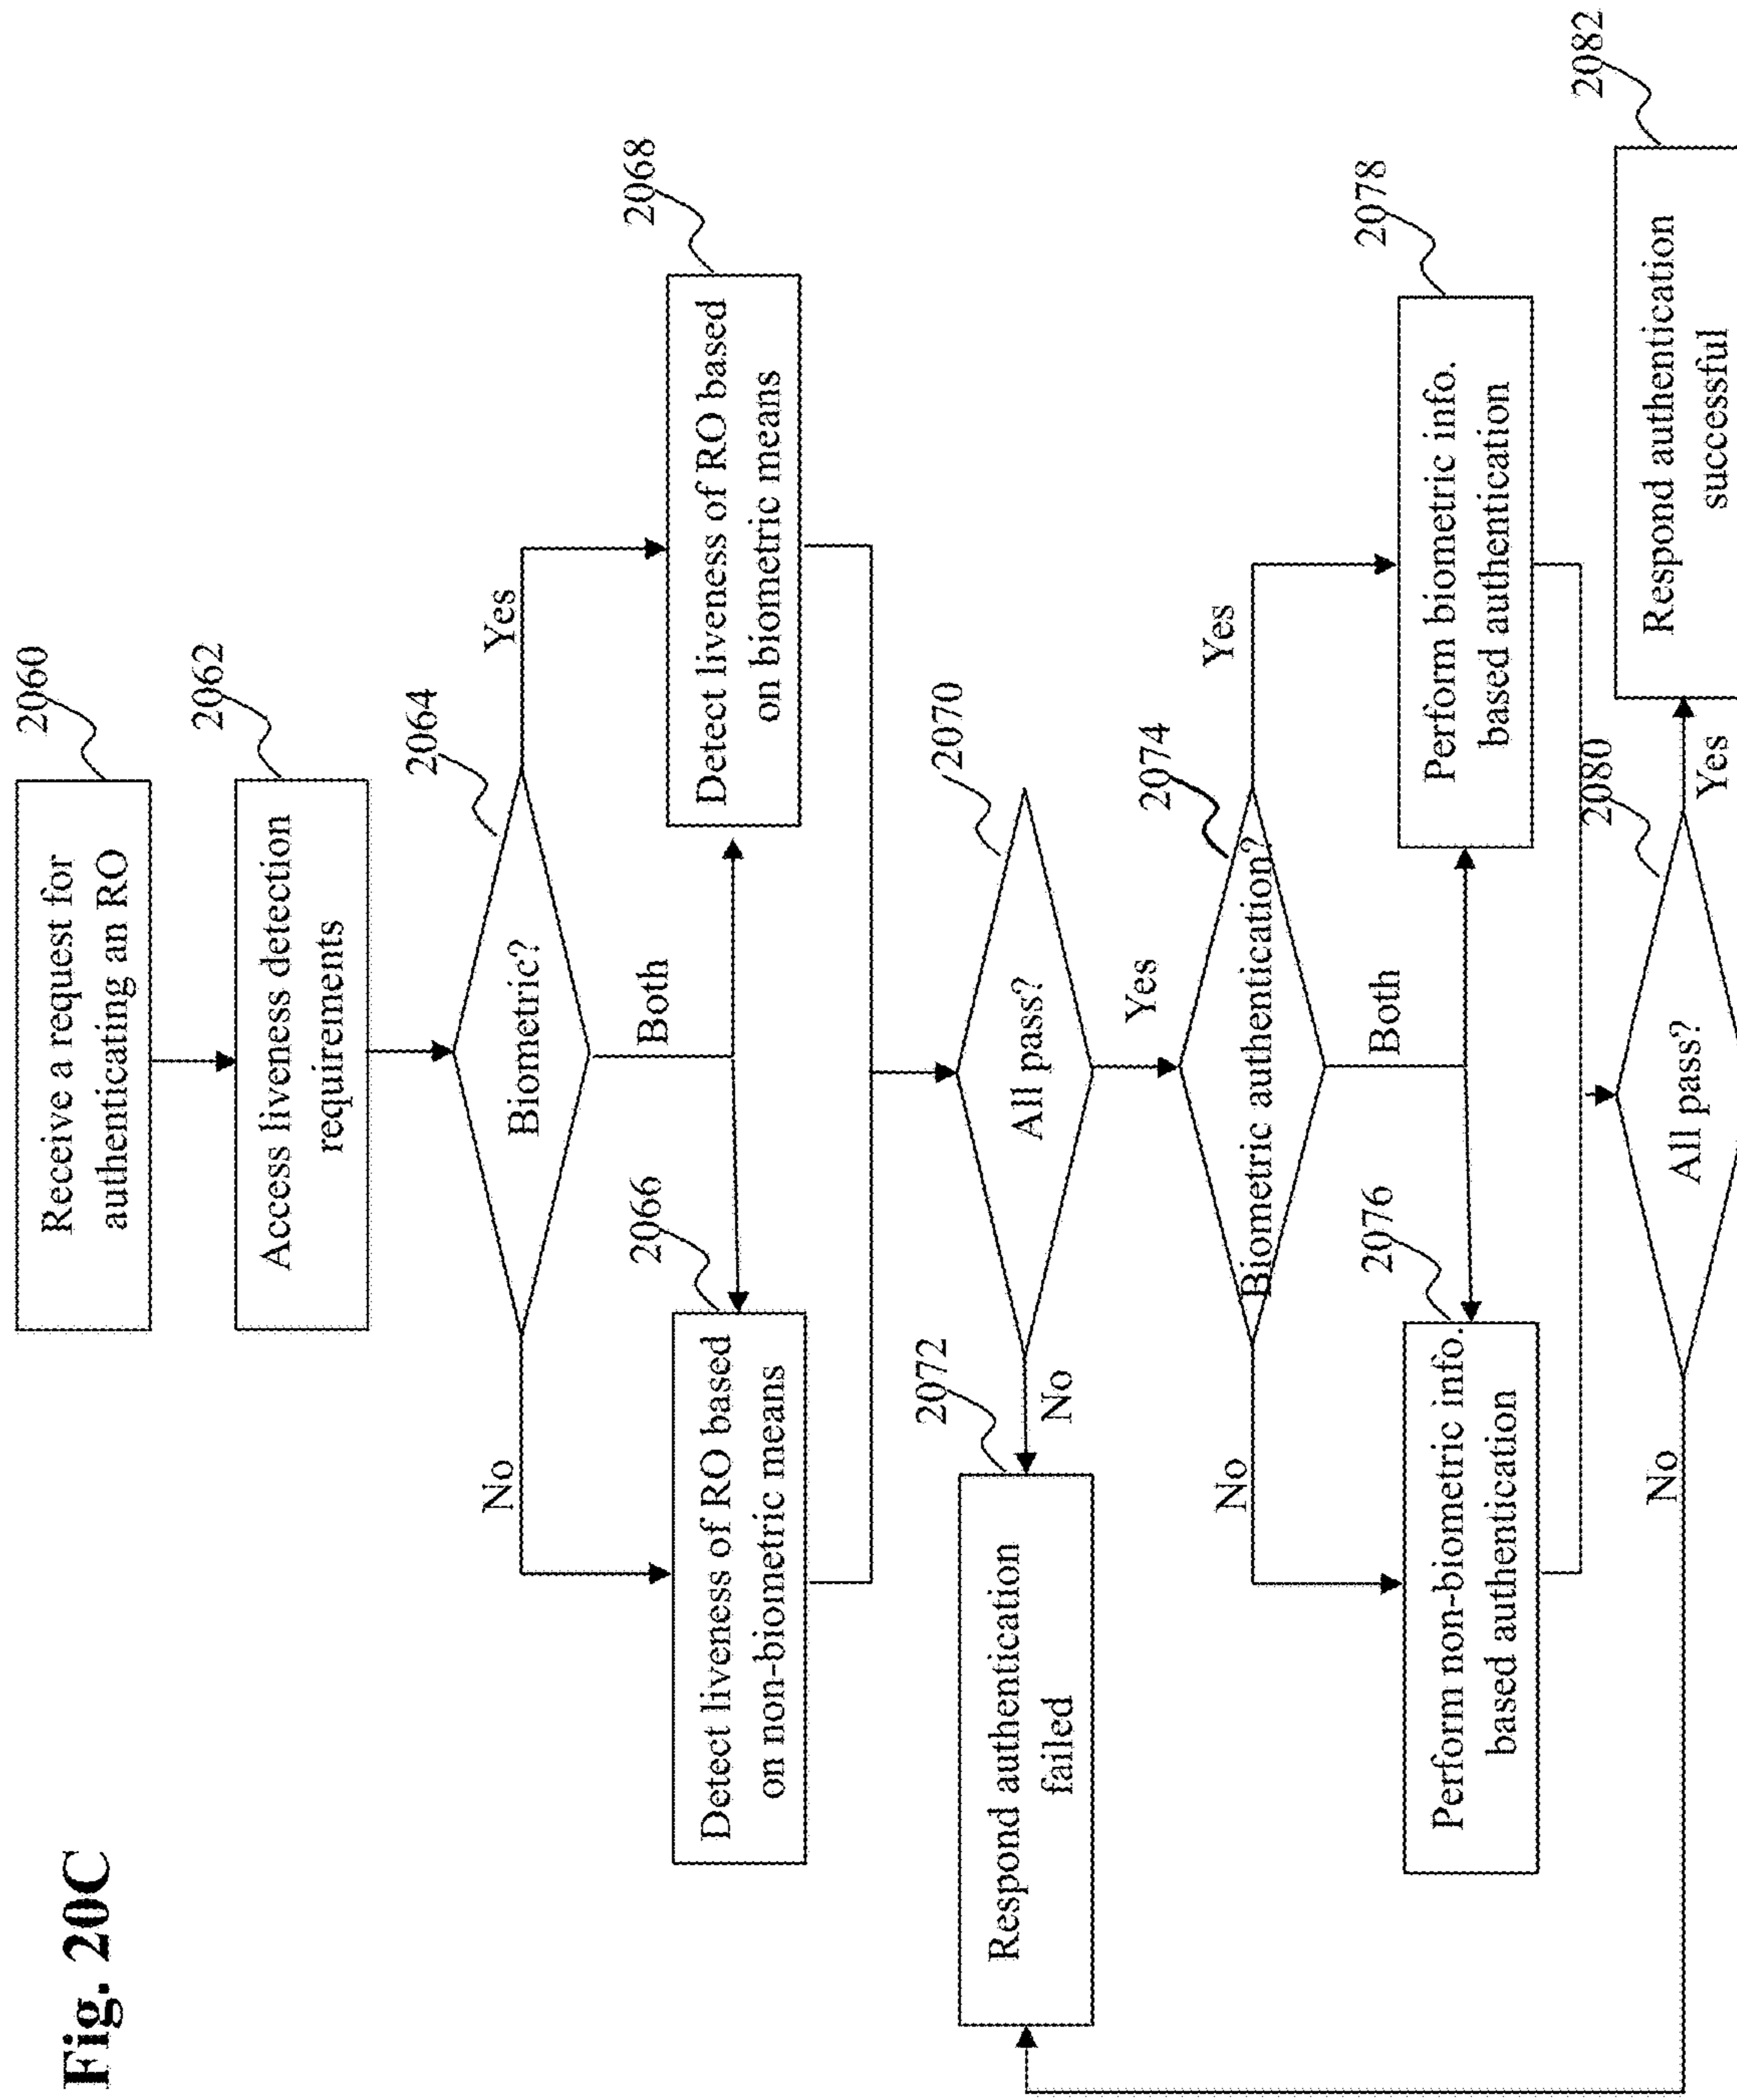 Fig. 20C
2060
Receive a request for
authenticating an RO
2062
Access liveness detection
requirements
2064
Biometric?
No
Yes
Both
2066
2068
Detect liveness of RO based
on non-biometric means
Detect liveness of RO based
on biometric means
2070
All pass?
No
2072
Respond authentication
failed
Yes
2074
Biometric authentication?
No
Yes
Both
2076
2078
Perform non-biometric info.
based authentication
Perform biometric info.
based authentication
2080
All pass?
No
Yes
2082
Respond authentication
successful